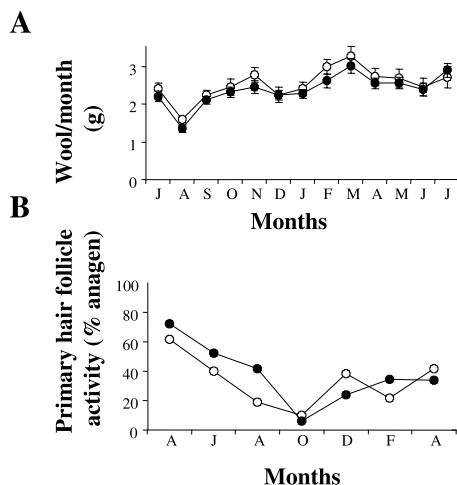 A
Wool/month
(g)
3
2
1
0
J A S O N D J F M A M J J
Months
B
Primary hair follicle
activity (% anagen)
100
80
60
40
20
0
A J A O D F A
Months